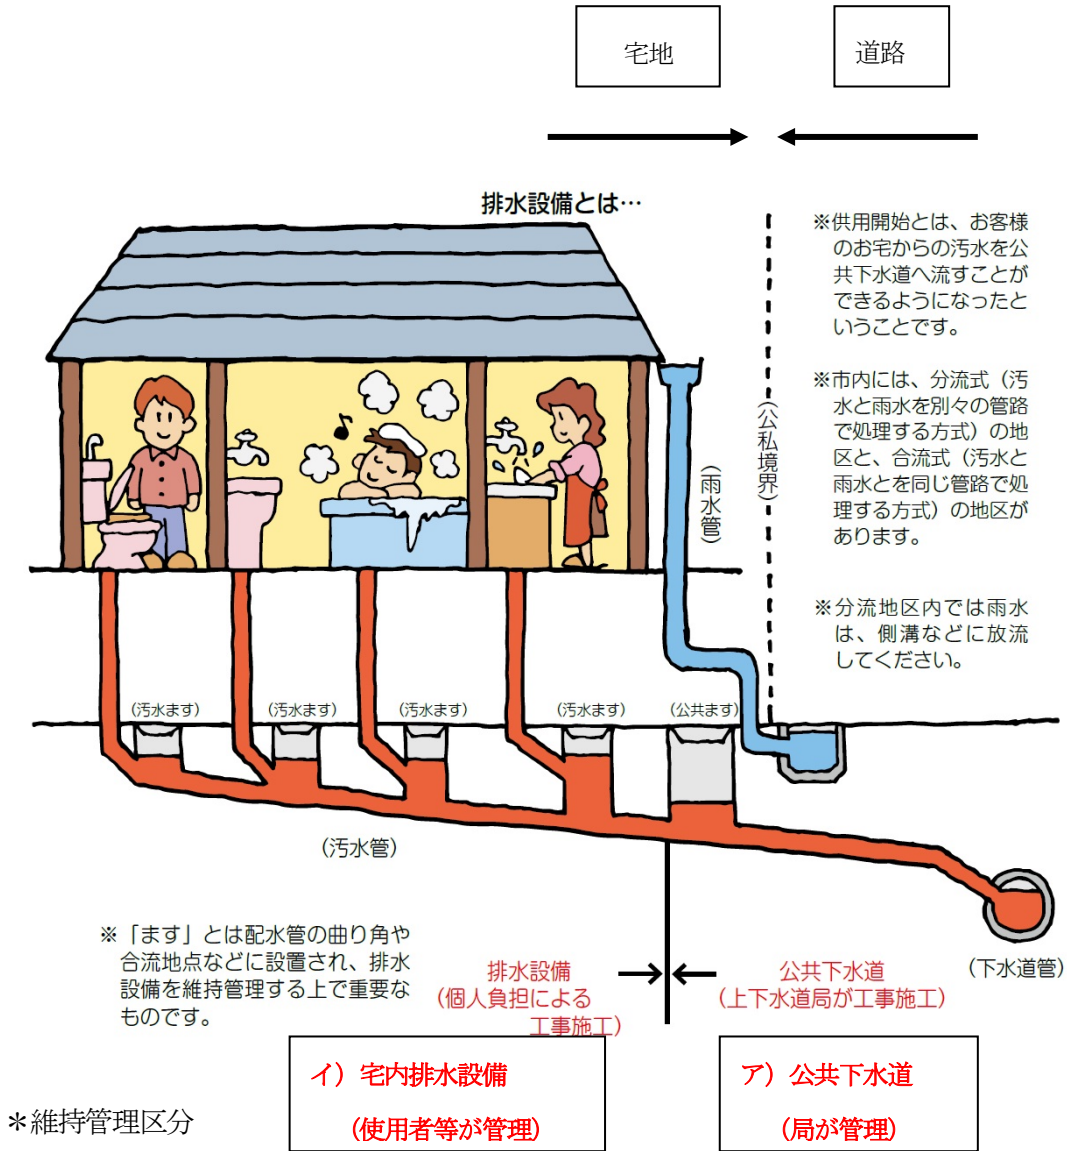 宅地
道路
排水設備とは…
※供用開始とは、お客様
のお宅からの汚水を公
共下水道へ流すことが
できるようになったと
いうことです。
※市内には、分流式（汚
水と雨水を別々の管路
で処理する方式）の地
区と、合流式（汚水と
雨水とを同じ管路で処
理する方式）の地区が
あります。
※分流地区内では雨水
は、側溝などに放流
してください。
（公私境界）
（雨水管）
（汚水ます）
（汚水ます）
（汚水ます）
（汚水ます）
（公共ます）
（汚水管）
（下水道管）
※「ます」とは配水管の曲り角や
合流地点などに設置され、排水
設備を維持管理する上で重要な
ものです。
排水設備
（個人負担による
工事施工）
公共下水道
（上下水道局が工事施工）
イ）宅内排水設備
（使用者等が管理）
ア）公共下水道
（局が管理）
＊維持管理区分